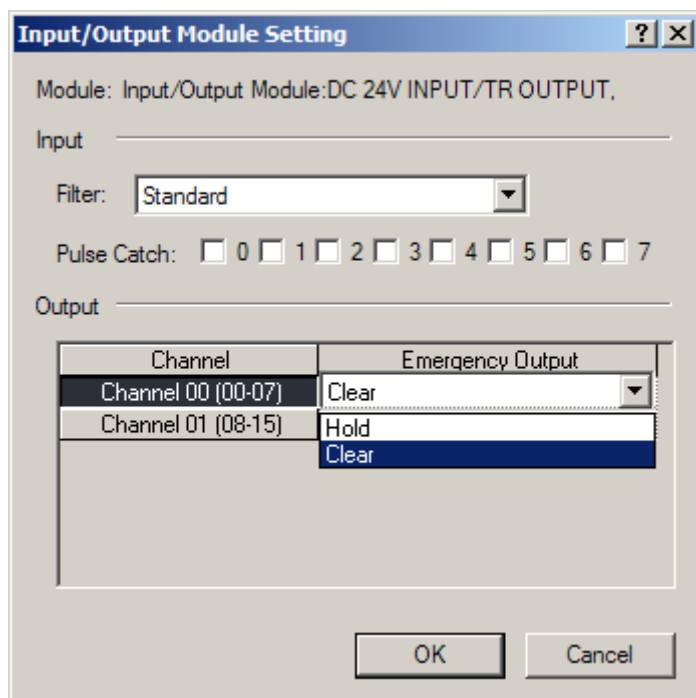 Input/Output Module Setting
Module: Input/Output Module:DC 24V INPUT/TR OUTPUT,
Input
Filter: Standard
Pulse Catch: 0 1 2 3 4 5 6 7
Output
Channel Emergency Output
Channel 00 (00-07) Clear
Channel 01 (08-15) Hold
Clear
OK Cancel